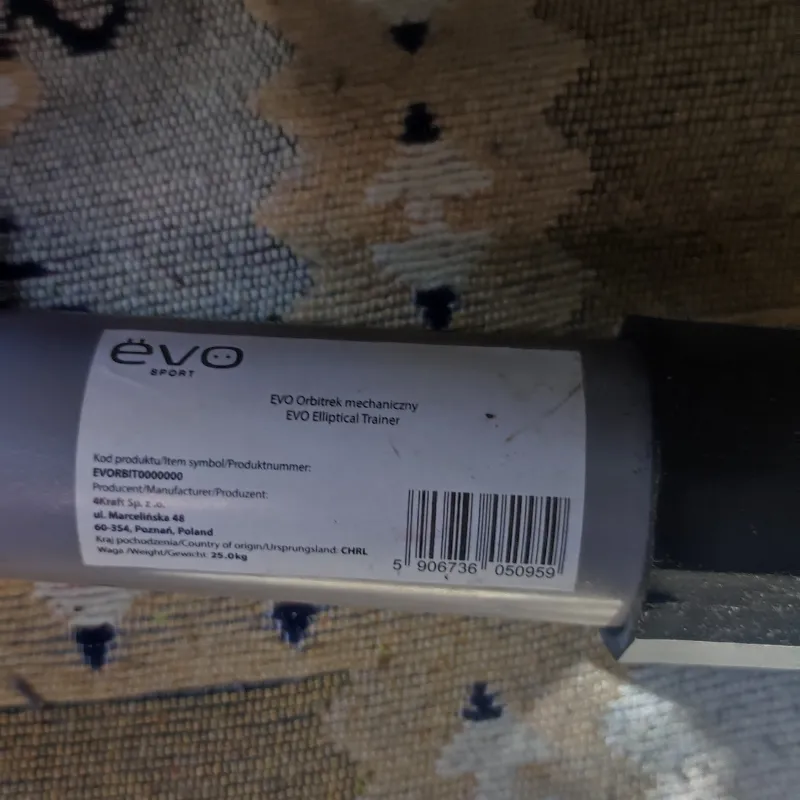 ëvo
SPORT
EVO Orbitrek mechaniczny
EVO Elliptical Trainer
Kod produktu/Item symbol/Produktnummer:
EVORBIT0000000
Producent/Manufacturer/Produzent:
4Kraft Sp. z .o.
ul. Marcelińska 48
60-354, Poznań, Poland
Kraj pochodzenia/Country of origin/Ursprungsland: CHRL
Waga /Weight/Gewicht: 25.0kg
5 906736 050959